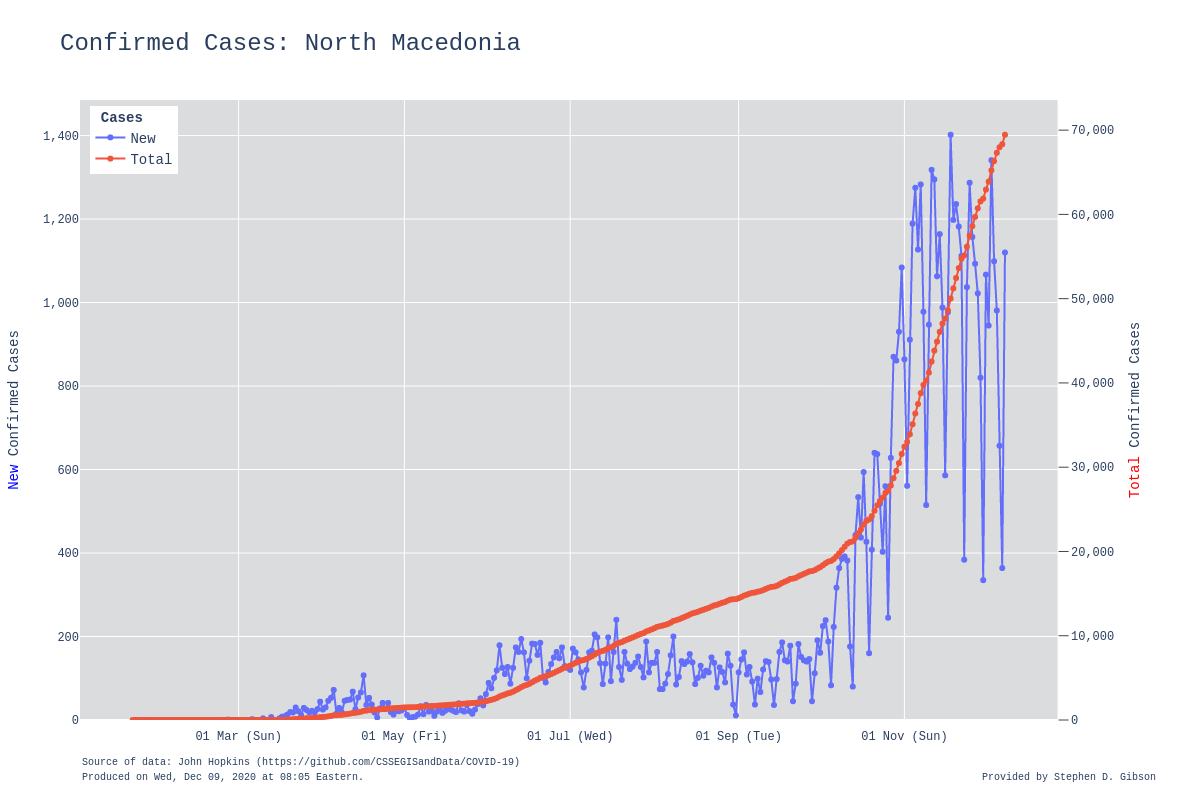 Confirmed Cases: North Macedonia
Cases
New
Total
1,400
1,200
1,000
800
600
400
200
0
New Confirmed Cases
70,000
60,000
50,000
40,000
30,000
20,000
10,000
0
Total Confirmed Cases
01 Mar (Sun)
01 May (Fri)
01 Jul (Wed)
01 Sep (Tue)
01 Nov (Sun)
Source of data: John Hopkins (https://github.com/CSSEGISandData/COVID-19)
Produced on Wed, Dec 09, 2020 at 08:05 Eastern.
Provided by Stephen D. Gibson